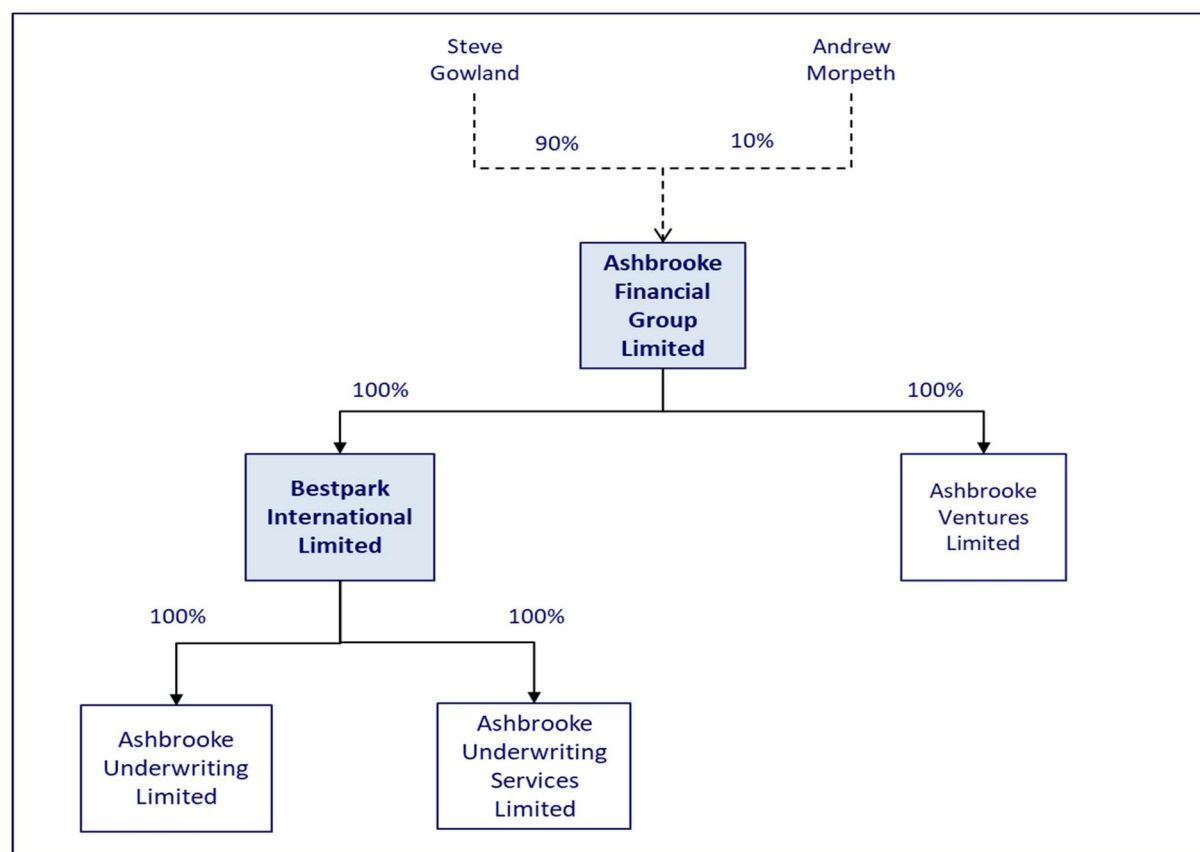 Steve
Gowland
Andrew
Morpeth
90%
10%
Ashbrooke
Financial
Group
Limited
100%
100%
Bestpark
International
Limited
Ashbrooke
Ventures
Limited
100%
100%
Ashbrooke
Underwriting
Limited
Ashbrooke
Underwriting
Services
Limited